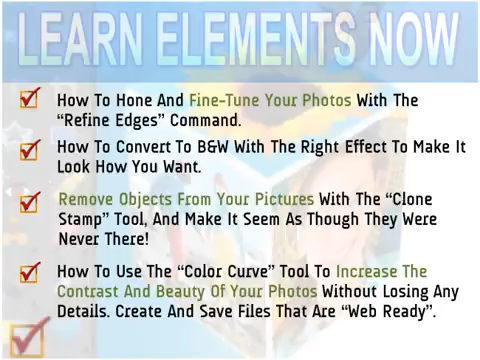 LEARN ELEMENTS NOW
How To Hone And Fine-Tune Your Photos With The
“Refine Edges” Command.
How To Convert To B&W With The Right Effect To Make It
Look How You Want.
Remove Objects From Your Pictures With The “Clone
Stamp” Tool, And Make It Seem As Though They Were
Never There!
How To Use The “Color Curve” Tool To Increase The
Contrast And Beauty Of Your Photos Without Losing Any
Details. Create And Save Files That Are “Web Ready”.